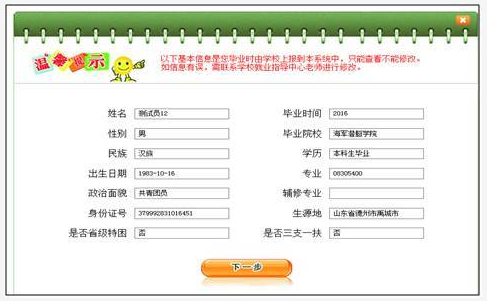 温馨提示
以下基本信息是您毕业时由学校上报到本系统中，只能查看不能修改。
如信息有误，需联系学校就业指导中心老师进行修改。
姓名 测试员12 毕业时间 2016
性别 男 毕业院校 海军潜艇学院
民族 汉族 学历 本科生毕业
出生日期 1983-10-16 专业 08305400
政治面貌 共青团员 辅修专业
身份证号 379992831016451 生源地 山东省德州市禹城市
是否省级特困 否 是否三支一扶 否
下一步